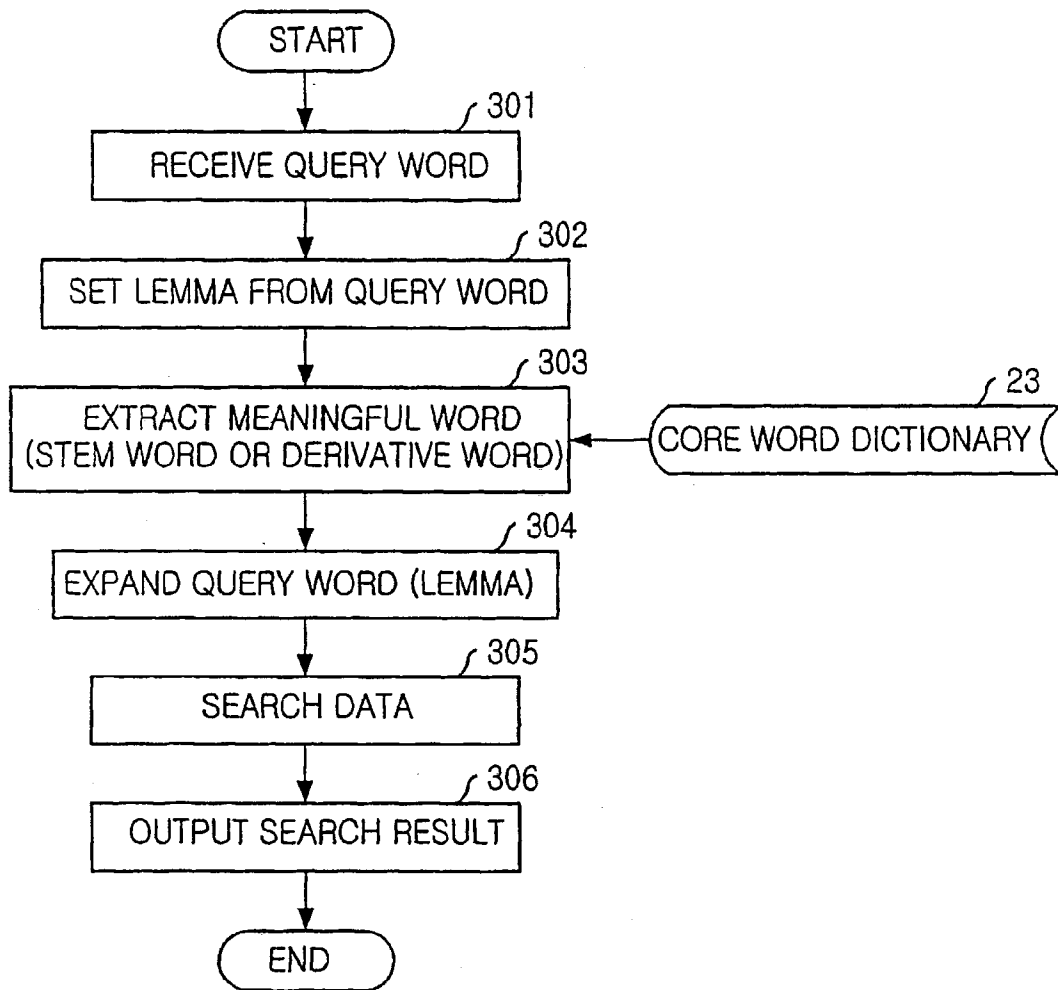 START
301
RECEIVE QUERY WORD
302
SET LEMMA FROM QUERY WORD
303
EXTRACT MEANINGFUL WORD
(STEM WORD OR DERIVATIVE WORD)
23
CORE WORD DICTIONARY
304
EXPAND QUERY WORD (LEMMA)
305
SEARCH DATA
306
OUTPUT SEARCH RESULT
END